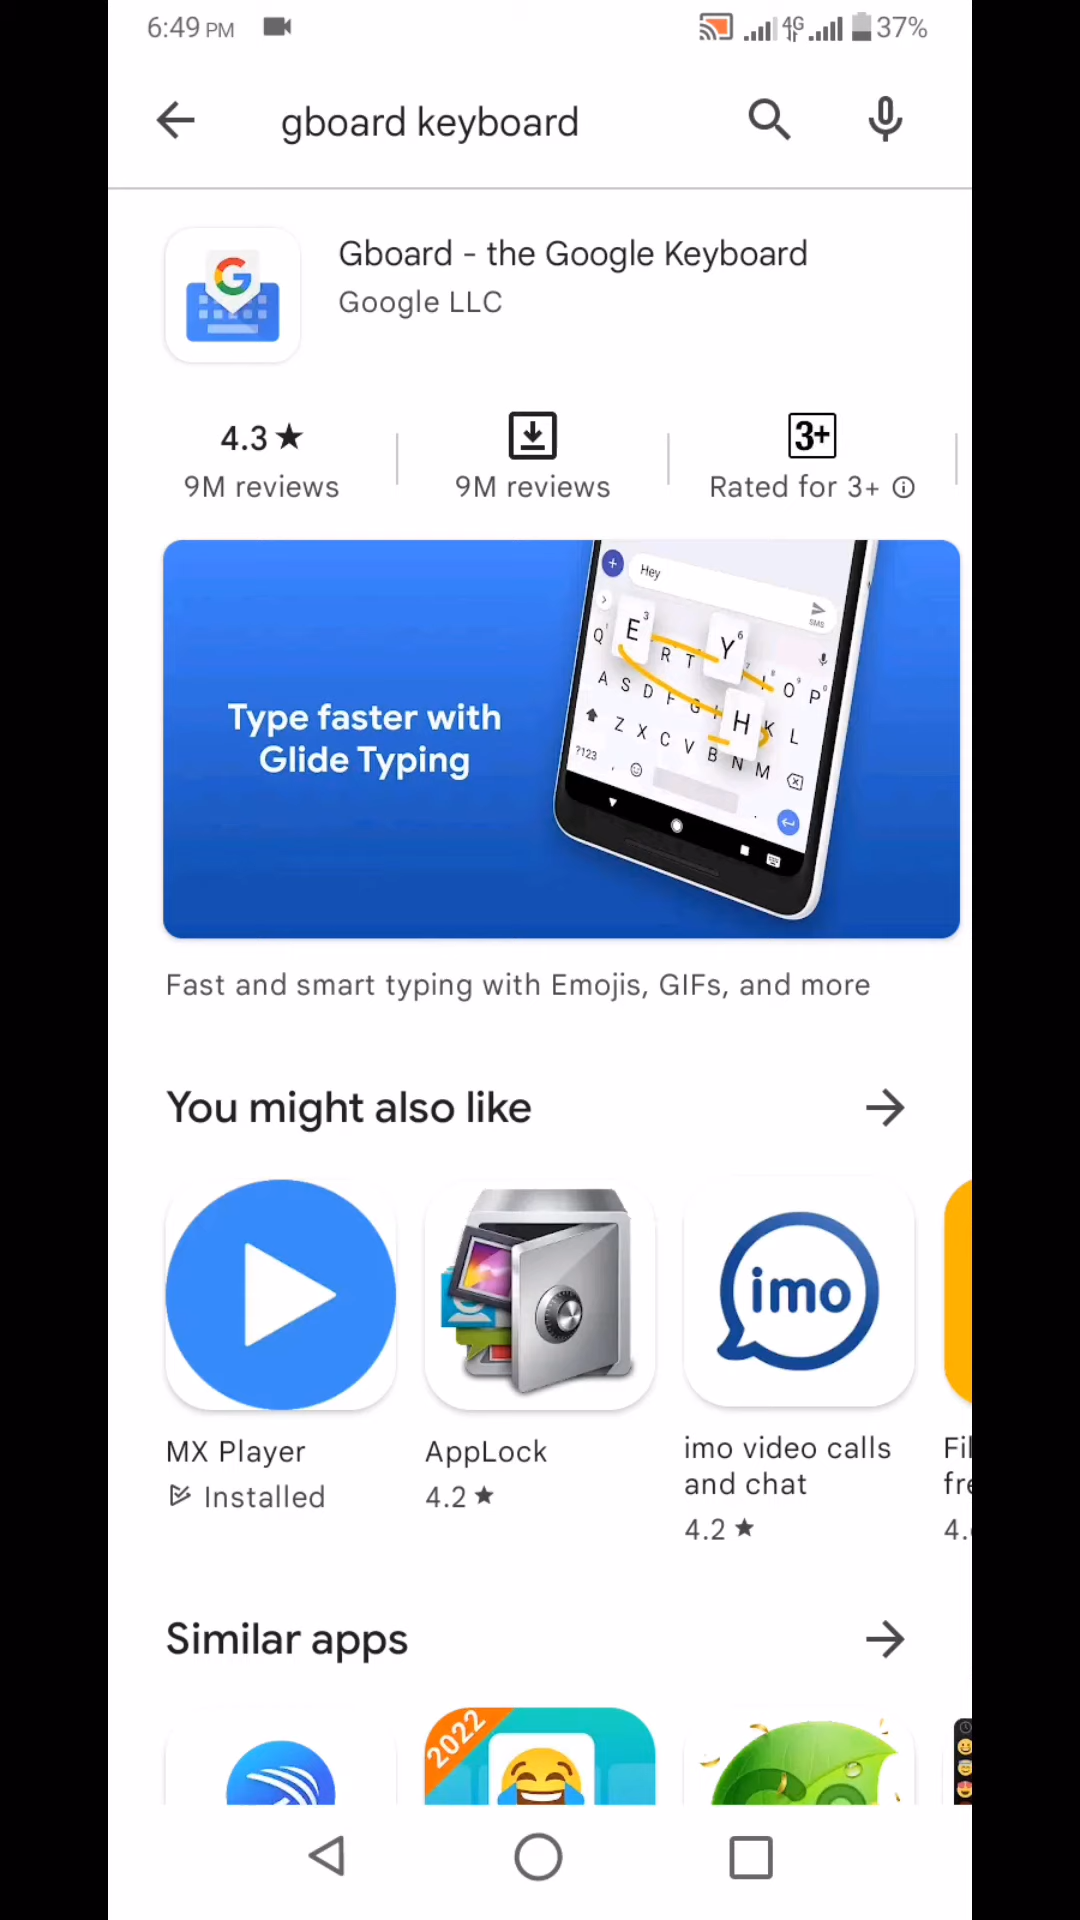 6:49 PM
4G 37%
gboard keyboard
Gboard - the Google Keyboard
Google LLC
4.3 ★
9M reviews
9M reviews
3+
Rated for 3+
Type faster with
Glide Typing
Hey
SMS
Fast and smart typing with Emojis, GIFs, and more
You might also like
imo
MX Player
Installed
AppLock
4.2 ★
imo video calls
and chat
4.2 ★
Similar apps
2022